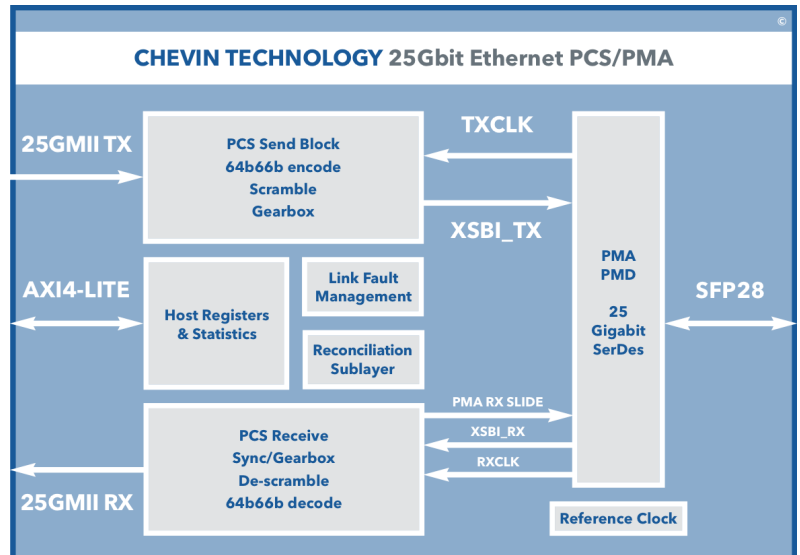 ©
CHEVIN TECHNOLOGY 25Gbit Ethernet PCS/PMA
25GMII TX
PCS Send Block
64b66b encode
Scramble
Gearbox
TXCLK
XSBI_TX
AXI4-LITE
Host Registers
& Statistics
Link Fault
Management
Reconciliation
Sublayer
PMA
PMD
25
Gigabit
SerDes
SFP28
25GMII RX
PCS Receive
Sync/Gearbox
De-scramble
64b66b decode
PMA RX SLIDE
XSBI_RX
RXCLK
Reference Clock